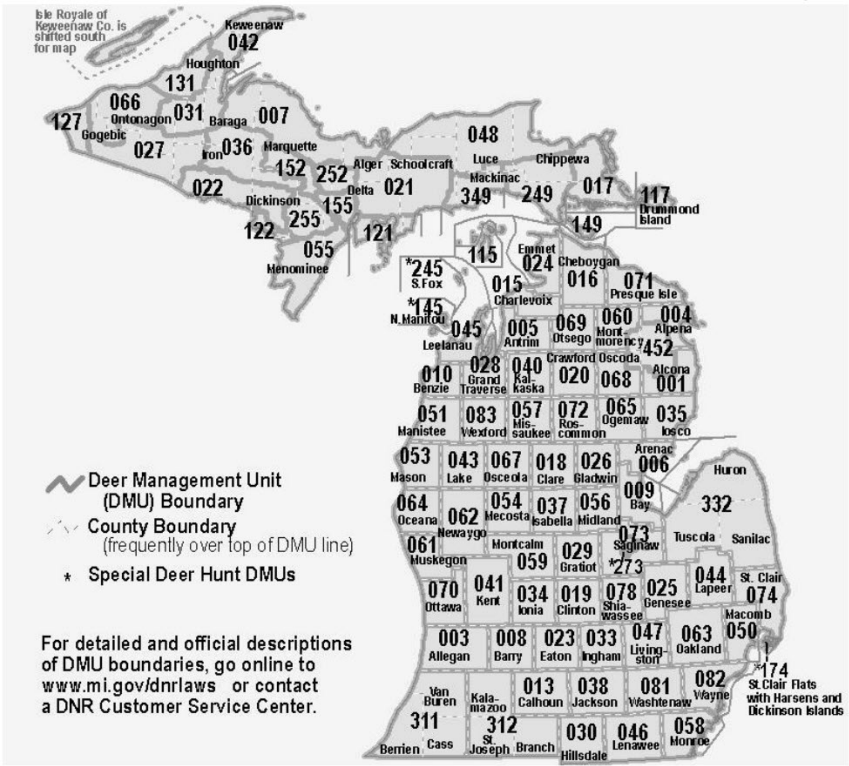 Isle Royale of
Keweenaw Co. is
shifted south
for map
Keweenaw
042
Houghton
131
066
Ontonagon
031
Baraga
007
127
Gogebic
027
Iron
036
Marquette
152
252
Alger
Schoolcraft
048
Luce
Chippewa
Mackinac
022
Dickinson
155
Delta
021
349
249
017
117
Drummond
Island
122
255
121
149
055
Menominee
115
Emmet
024
Cheboygan
016
*245
S.Fox
015
Charlevoix
071
Presque Isle
*145
N.Manitou
045
Leelanau
005
Antrim
069
Otsego
060
Mont-
morency
004
Alpena
452
010
Benzie
028
Grand
Traverse
040
Kal-
kaska
Crawford
020
Oscoda
068
Alcona
001
051
Manistee
083
Wexford
057
Mis-
saukee
072
Ros-
common
065
Ogemaw
035
Iosco
053
Mason
043
Lake
067
Osceola
018
Clare
026
Gladwin
Arenac
006
Huron
064
Oceana
062
Newaygo
054
Mecosta
037
Isabella
056
Midland
009
Bay
332
Tuscola
Sanilac
061
Muskegon
Montcalm
059
029
Gratiot
073
Saginaw
*273
070
Ottawa
041
Kent
034
Ionia
019
Clinton
078
Shia-
wassee
025
Genesee
044
Lapeer
St. Clair
074
003
Allegan
008
Barry
023
Eaton
033
Ingham
047
Living-
ston
063
Oakland
Macomb
050
*174
St.Clair Flats
with Harsens and
Dickinson Islands
Van
Buren
Kala-
mazoo
013
Calhoun
038
Jackson
081
Washtenaw
082
Wayne
311
Berrien
Cass
312
St.
Joseph
Branch
030
Hillsdale
046
Lenawee
058
Monroe
Deer Management Unit
(DMU) Boundary
County Boundary
(frequently over top of DMU line)
* Special Deer Hunt DMUs
For detailed and official descriptions
of DMU boundaries, go online to
www.mi.gov/dnrlaws or contact
a DNR Customer Service Center.